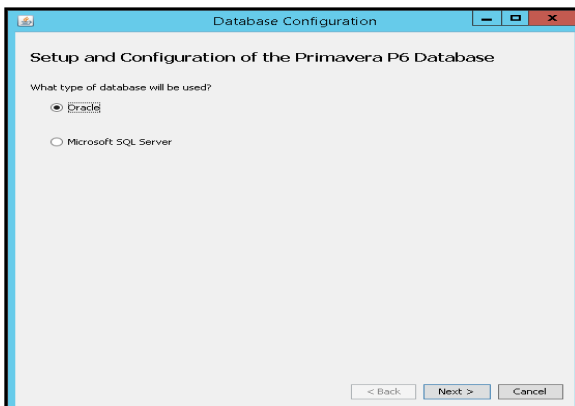 Database Configuration
Setup and Configuration of the Primavera P6 Database
What type of database will be used?
Oracle
Microsoft SQL Server
< Back Next > Cancel